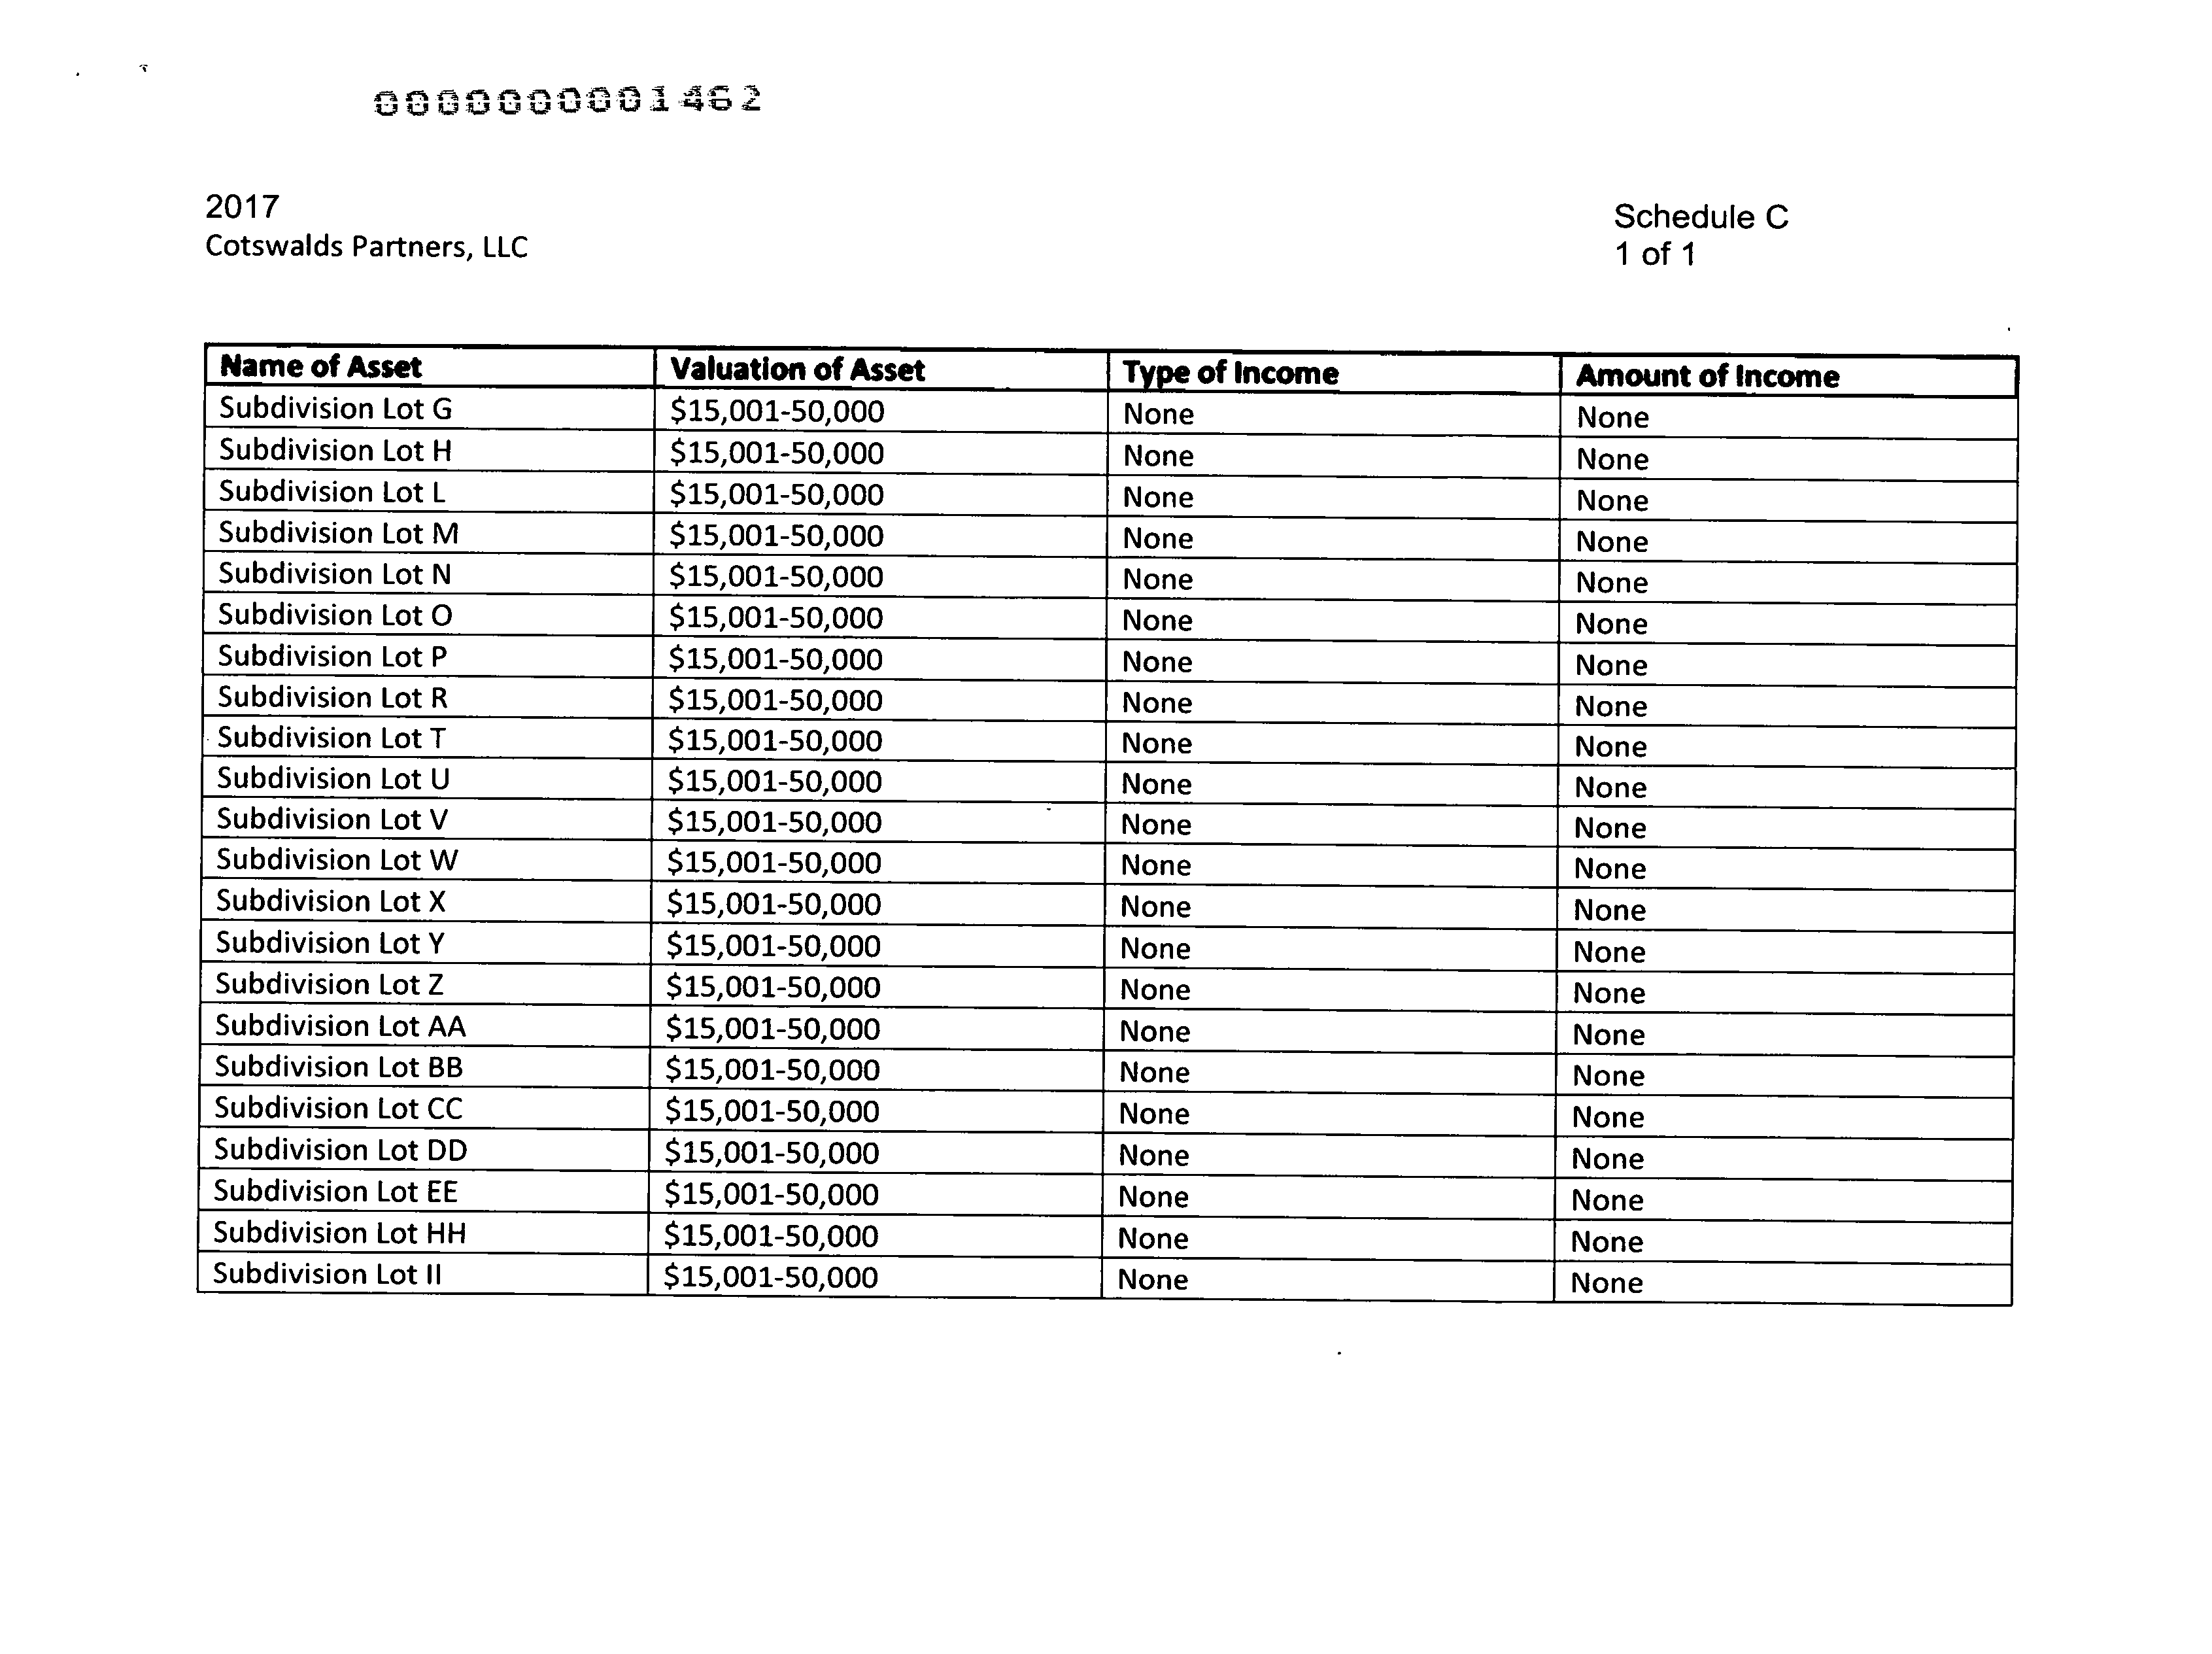 0000000001462
2017
Cotswalds Partners, LLC
Schedule C
1 of 1
Name of Asset Valuation of Asset Type of Income Amount of Income
Subdivision Lot G $15,001-50,000 None None
Subdivision Lot H $15,001-50,000 None None
Subdivision Lot L $15,001-50,000 None None
Subdivision Lot M $15,001-50,000 None None
Subdivision Lot N $15,001-50,000 None None
Subdivision Lot O $15,001-50,000 None None
Subdivision Lot P $15,001-50,000 None None
Subdivision Lot R $15,001-50,000 None None
Subdivision Lot T $15,001-50,000 None None
Subdivision Lot U $15,001-50,000 None None
Subdivision Lot V $15,001-50,000 None None
Subdivision Lot W $15,001-50,000 None None
Subdivision Lot X $15,001-50,000 None None
Subdivision Lot Y $15,001-50,000 None None
Subdivision Lot Z $15,001-50,000 None None
Subdivision Lot AA $15,001-50,000 None None
Subdivision Lot BB $15,001-50,000 None None
Subdivision Lot CC $15,001-50,000 None None
Subdivision Lot DD $15,001-50,000 None None
Subdivision Lot EE $15,001-50,000 None None
Subdivision Lot HH $15,001-50,000 None None
Subdivision Lot II $15,001-50,000 None None